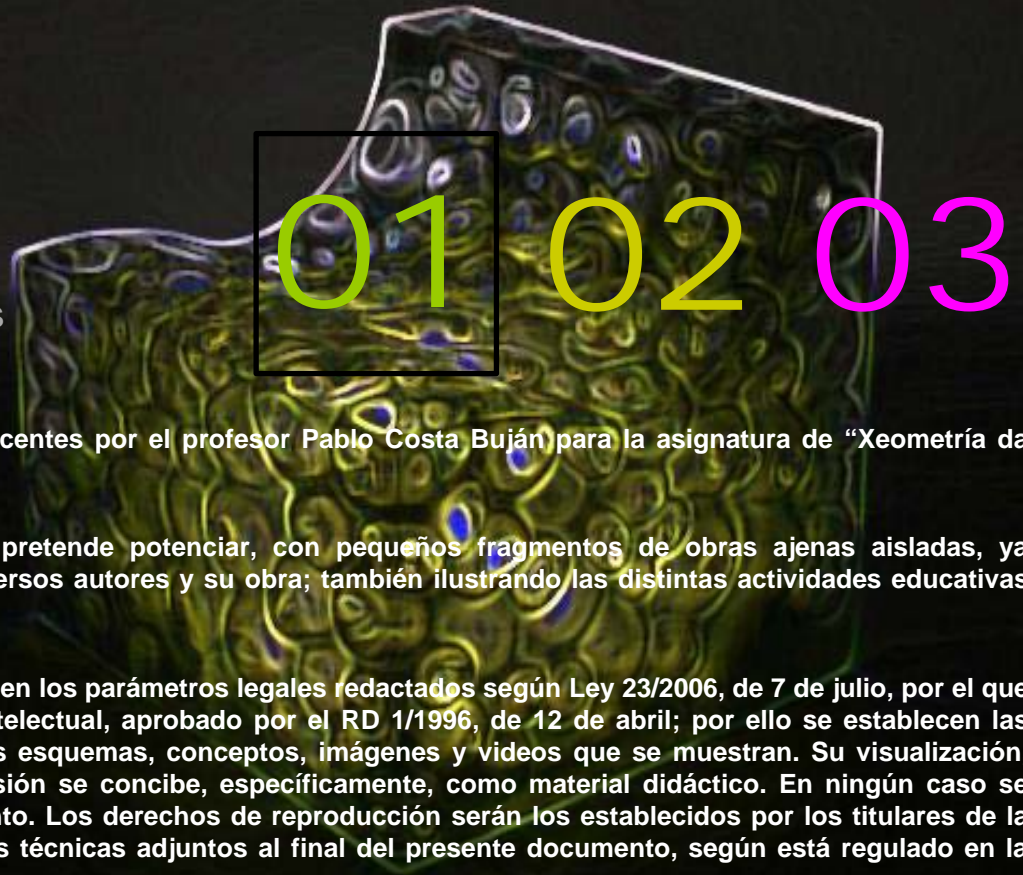 01 02 03
s
centes por el profesor Pablo Costa Buján para la asignatura de “Xeometría da
pretende potenciar, con pequeños fragmentos de obras ajenas aisladas, ya
ersos autores y su obra; también ilustrando las distintas actividades educativas
en los parámetros legales redactados según Ley 23/2006, de 7 de julio, por el que
telectual, aprobado por el RD 1/1996, de 12 de abril; por ello se establecen las
s esquemas, conceptos, imágenes y videos que se muestran. Su visualización,
sión se concibe, específicamente, como material didáctico. En ningún caso se
nto. Los derechos de reproducción serán los establecidos por los titulares de la
s técnicas adjuntos al final del presente documento, según está regulado en la